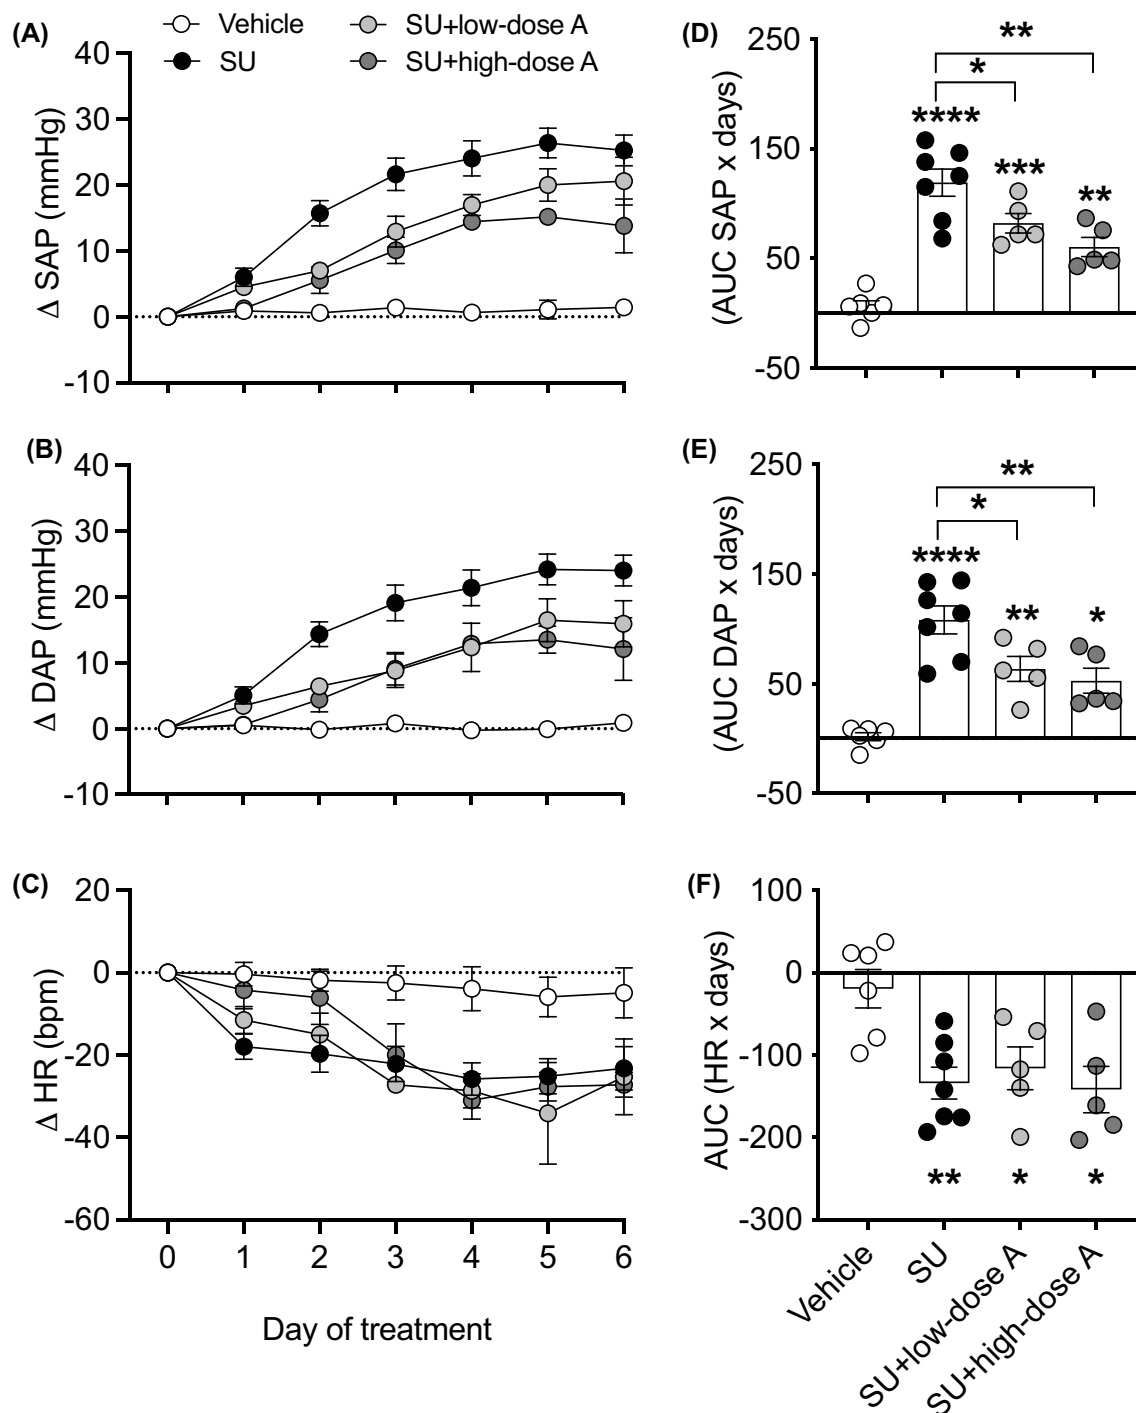 (A)
Vehicle
SU
SU+low-dose A
SU+high-dose A
Δ SAP (mmHg)
40
30
20
10
0
-10
(D)
(AUC SAP x days)
250
150
50
-50
**
*
****
***
**
(B)
Δ DAP (mmHg)
40
30
20
10
0
-10
(E)
(AUC DAP x days)
250
150
50
-50
**
*
****
**
*
(C)
Δ HR (bpm)
20
0
-20
-40
-60
0 1 2 3 4 5 6
Day of treatment
(F)
AUC (HR x days)
100
0
-100
-200
-300
** * *
Vehicle
SU
SU+low-dose A
SU+high-dose A